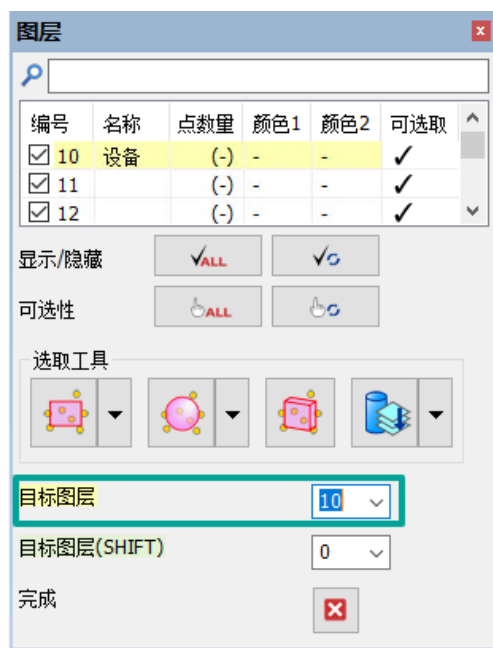 图层
编号 名称 点数量 颜色1 颜色2 可选取
10 设备 (-) - -
11 (-) - -
12 (-) - -
显示/隐藏 ALL
可选性 ALL
选取工具
目标图层 10
目标图层(SHIFT) 0
完成